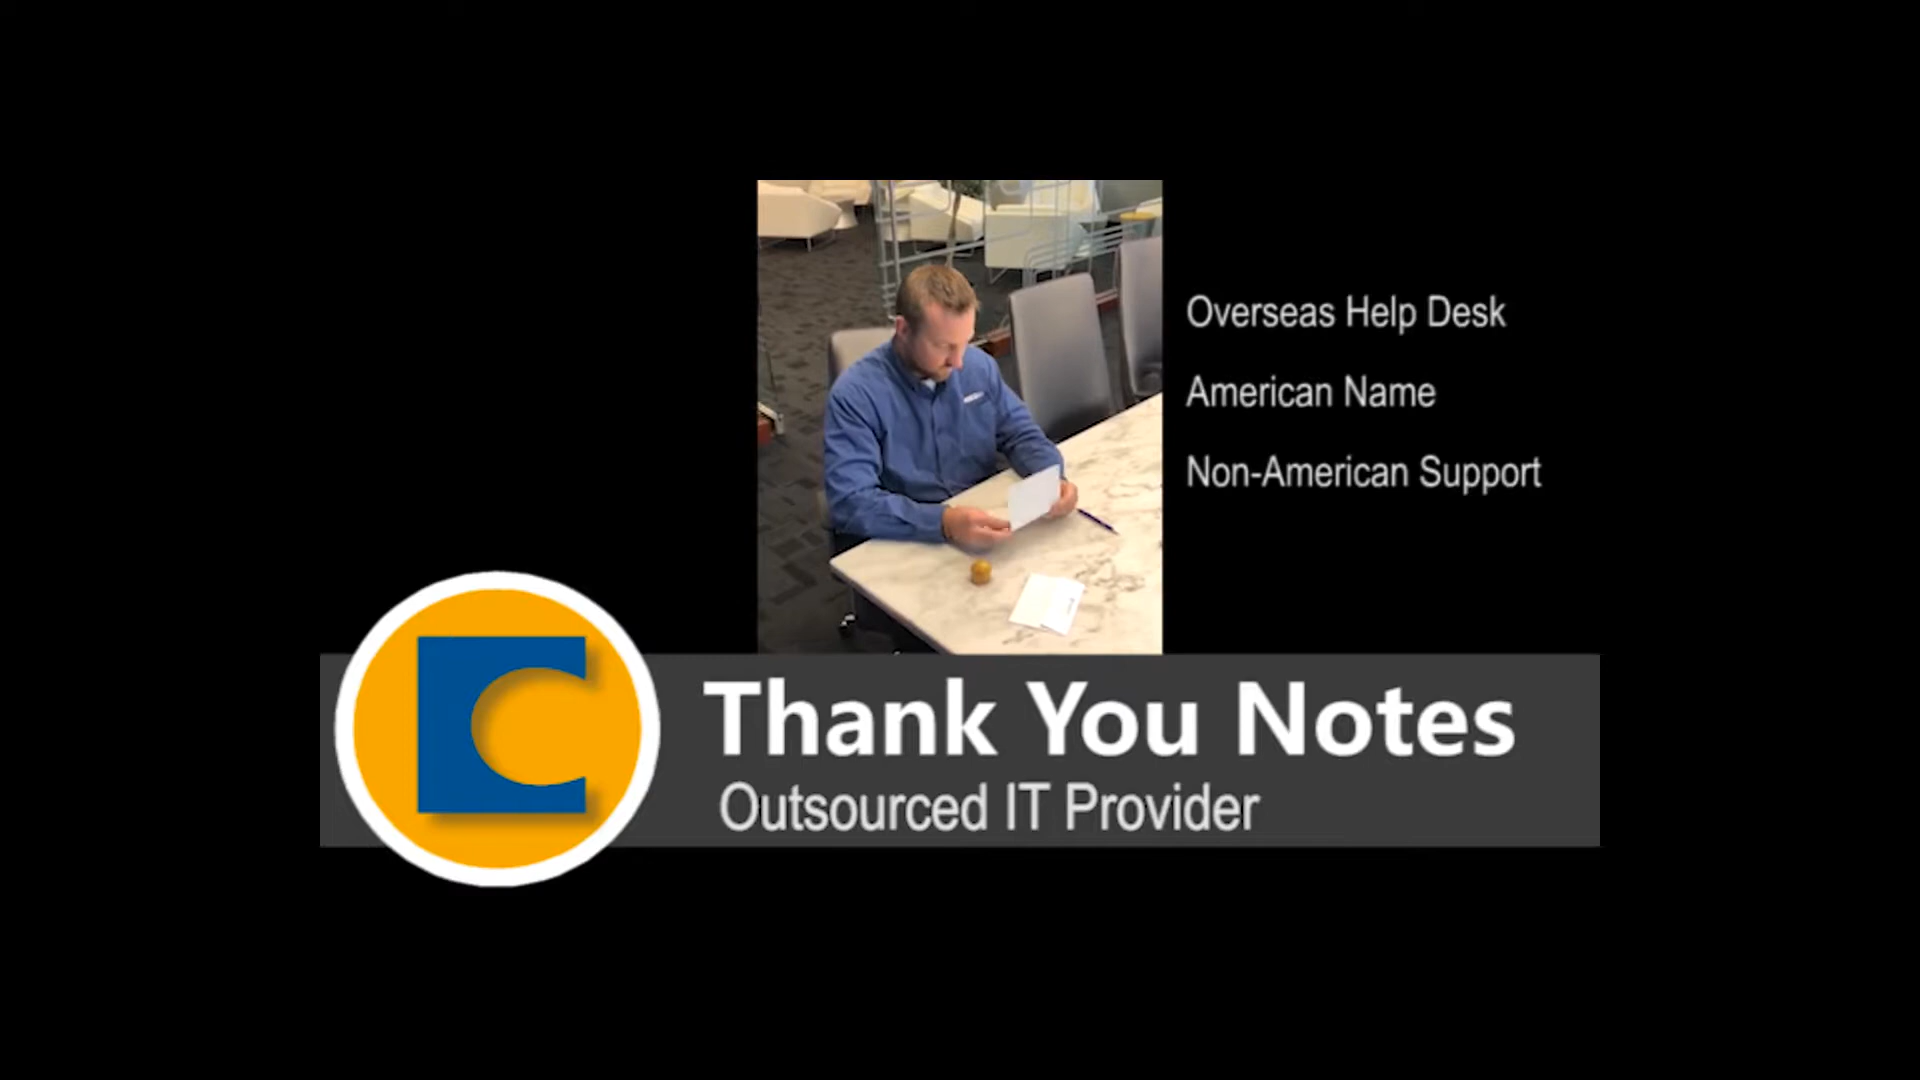 Overseas Help Desk
American Name
Non-American Support
Thank You Notes
Outsourced IT Provider